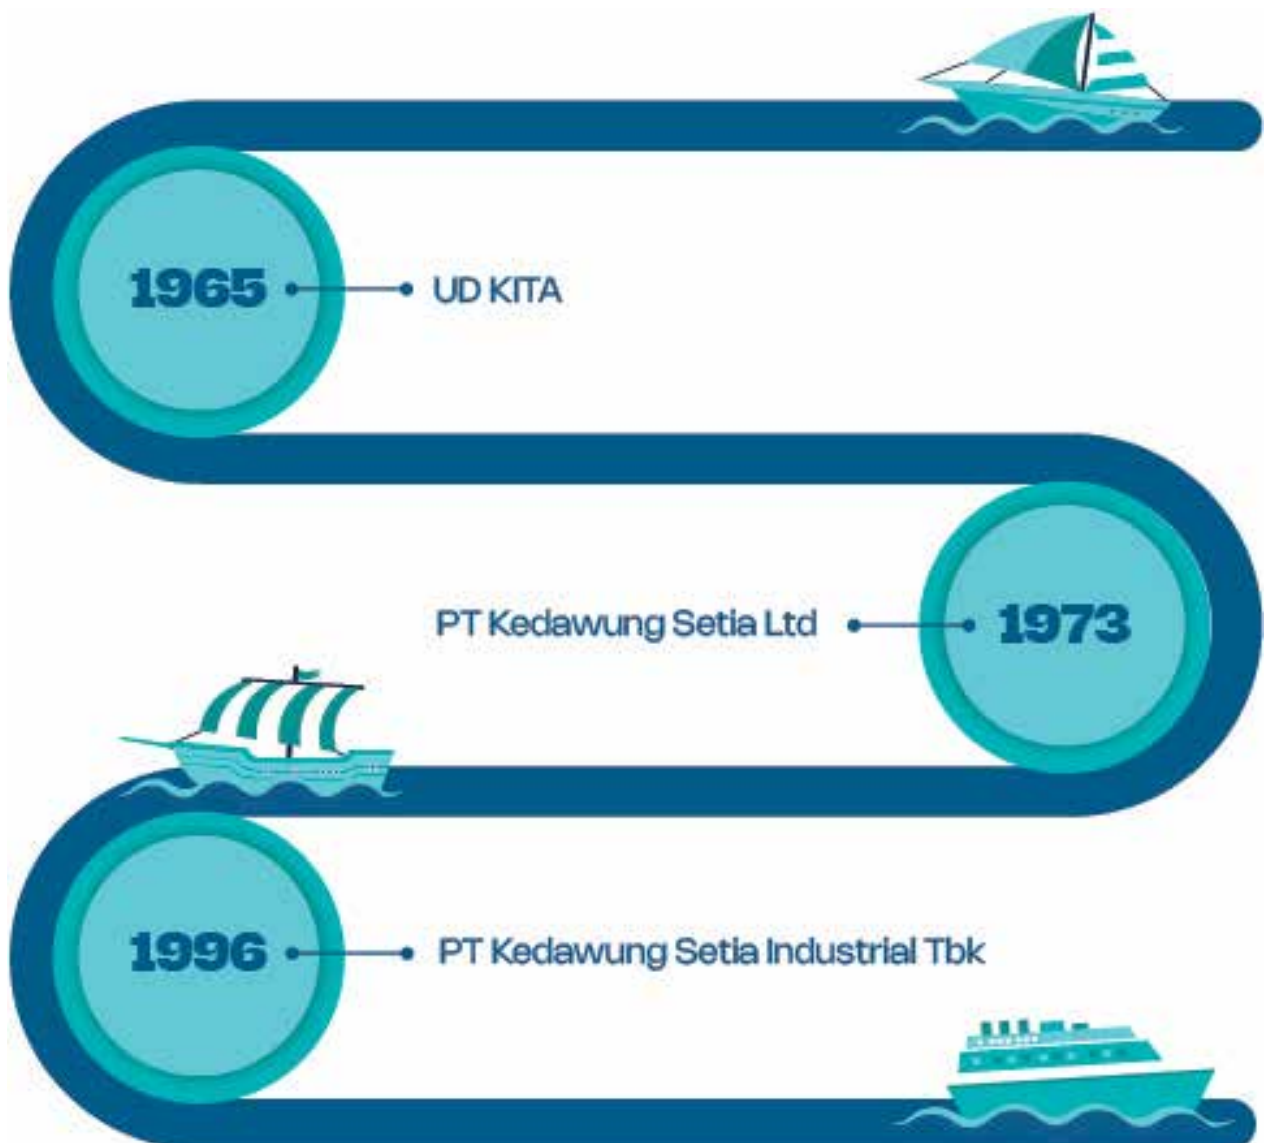 1965 UD KITA
PT Kedawung Setia Ltd 1973
1996 PT Kedawung Setia Industrial Tbk